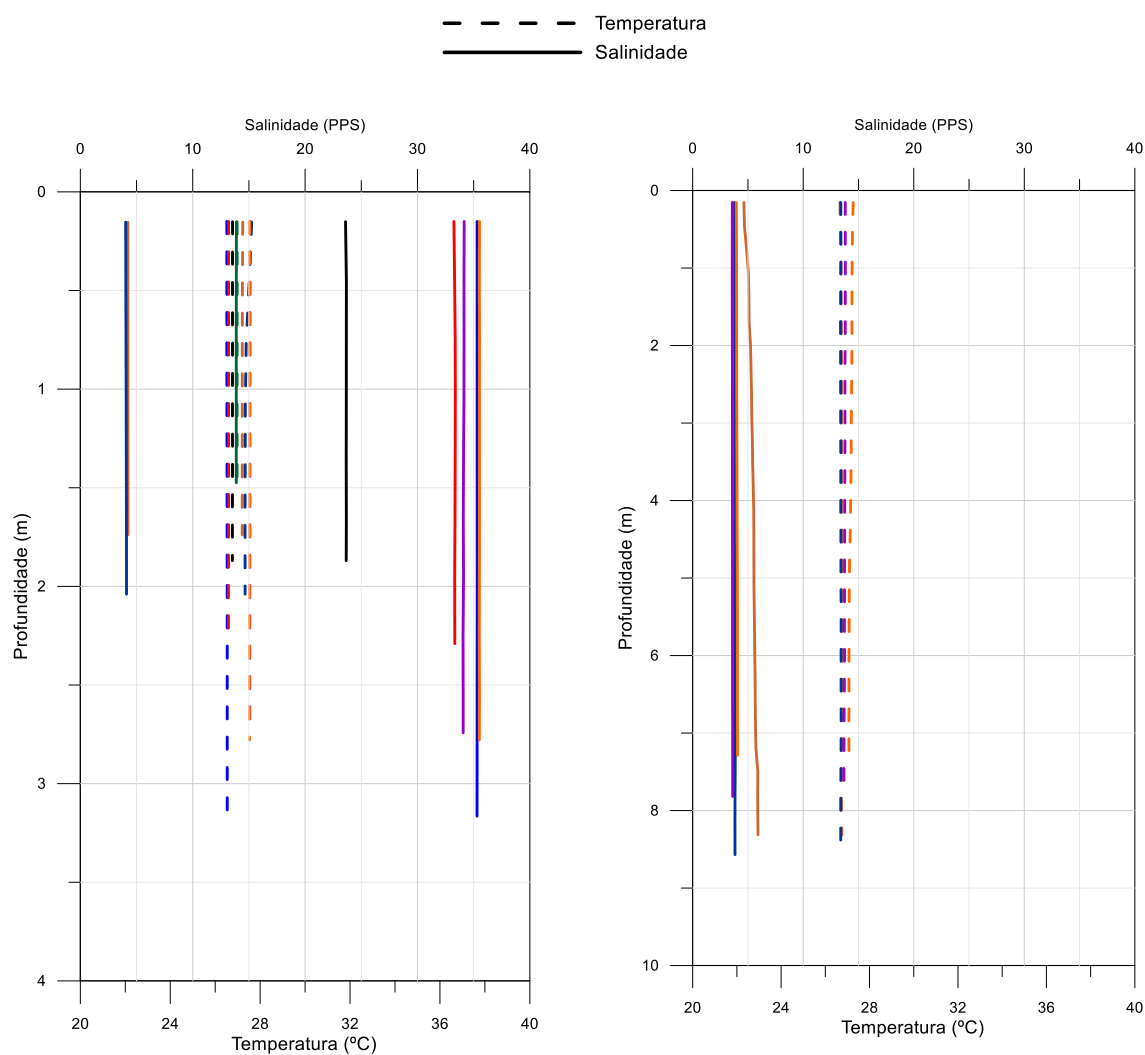 Temperatura
Salinidade
Salinidade (PPS)
0 10 20 30 40
0
1
2
3
4
Profundidade (m)
20 24 28 32 36 40
Temperatura (ºC)
Salinidade (PPS)
0 10 20 30 40
0
2
4
6
8
10
Profundidade (m)
20 24 28 32 36 40
Temperatura (ºC)